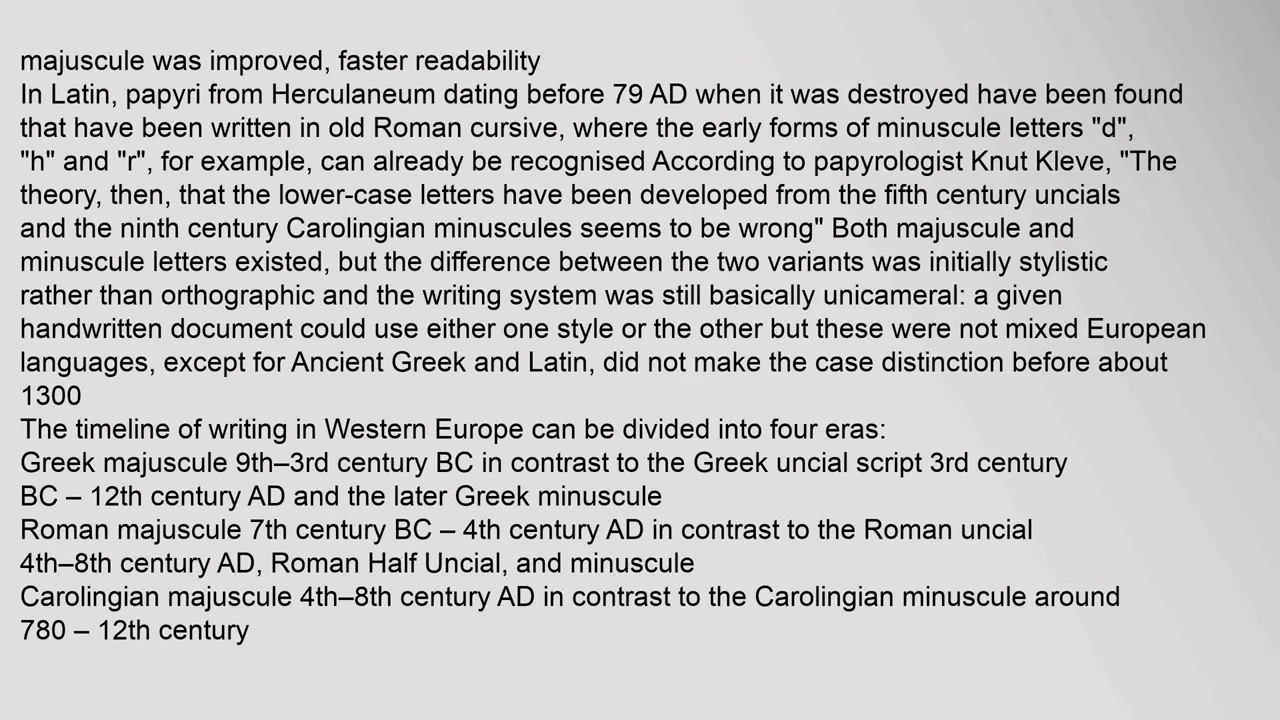 majuscule was improved, faster readability
In Latin, papyri from Herculaneum dating before 79 AD when it was destroyed have been found
that have been written in old Roman cursive, where the early forms of minuscule letters "d",
"h" and "r", for example, can already be recognised According to papyrologist Knut Kleve, "The
theory, then, that the lower-case letters have been developed from the fifth century uncials
and the ninth century Carolingian minuscules seems to be wrong" Both majuscule and
minuscule letters existed, but the difference between the two variants was initially stylistic
rather than orthographic and the writing system was still basically unicameral: a given
handwritten document could use either one style or the other but these were not mixed European
languages, except for Ancient Greek and Latin, did not make the case distinction before about
1300
The timeline of writing in Western Europe can be divided into four eras:
Greek majuscule 9th–3rd century BC in contrast to the Greek uncial script 3rd century
BC – 12th century AD and the later Greek minuscule
Roman majuscule 7th century BC – 4th century AD in contrast to the Roman uncial
4th–8th century AD, Roman Half Uncial, and minuscule
Carolingian majuscule 4th–8th century AD in contrast to the Carolingian minuscule around
780 – 12th century